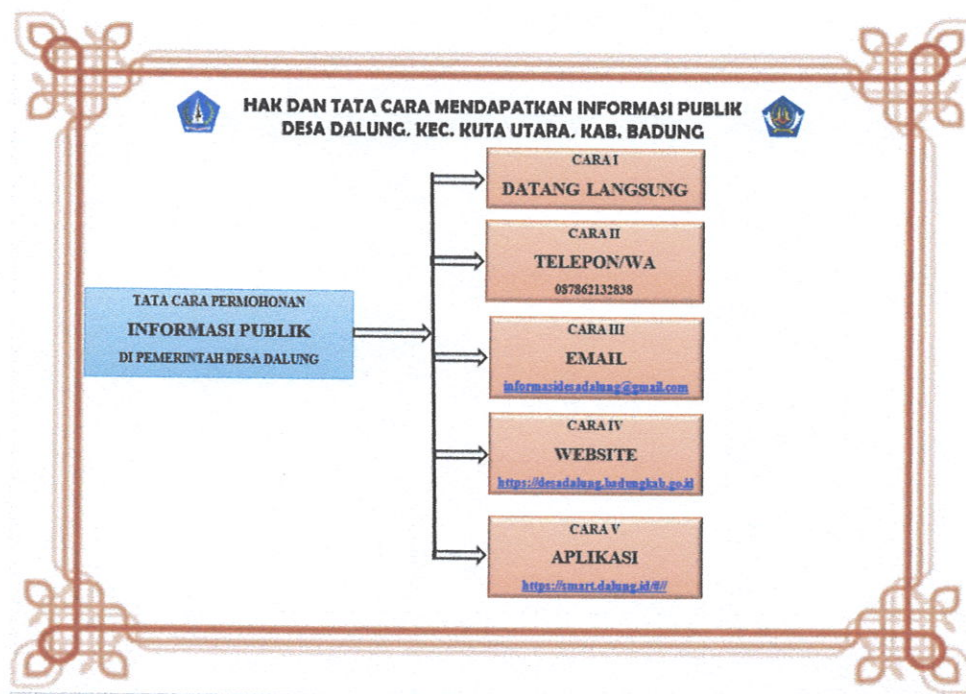 HAK DAN TATA CARA MENDAPATKAN INFORMASI PUBLIK
DESA DALUNG, KEC. KUTA UTARA, KAB. BADUNG
TATA CARA PERMOHONAN
INFORMASI PUBLIK
DI PEMERINTAH DESA DALUNG
CARA I
DATANG LANGSUNG
CARA II
TELEPON/WA
087862132838
CARA III
EMAIL
informasidesadalung@gmail.com
CARA IV
WEBSITE
https://desadalung.badungkab.go.id
CARA V
APLIKASI
https://smart.dalung.id/#//